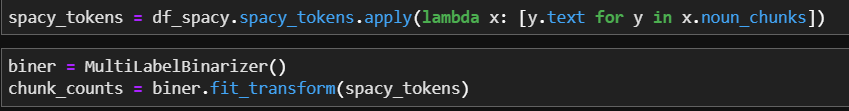 spacy_tokens = df_spacy.spacy_tokens.apply(lambda x: [y.text for y in x.noun_chunks])
biner = MultiLabelBinarizer()
chunk_counts = biner.fit_transform(spacy_tokens)